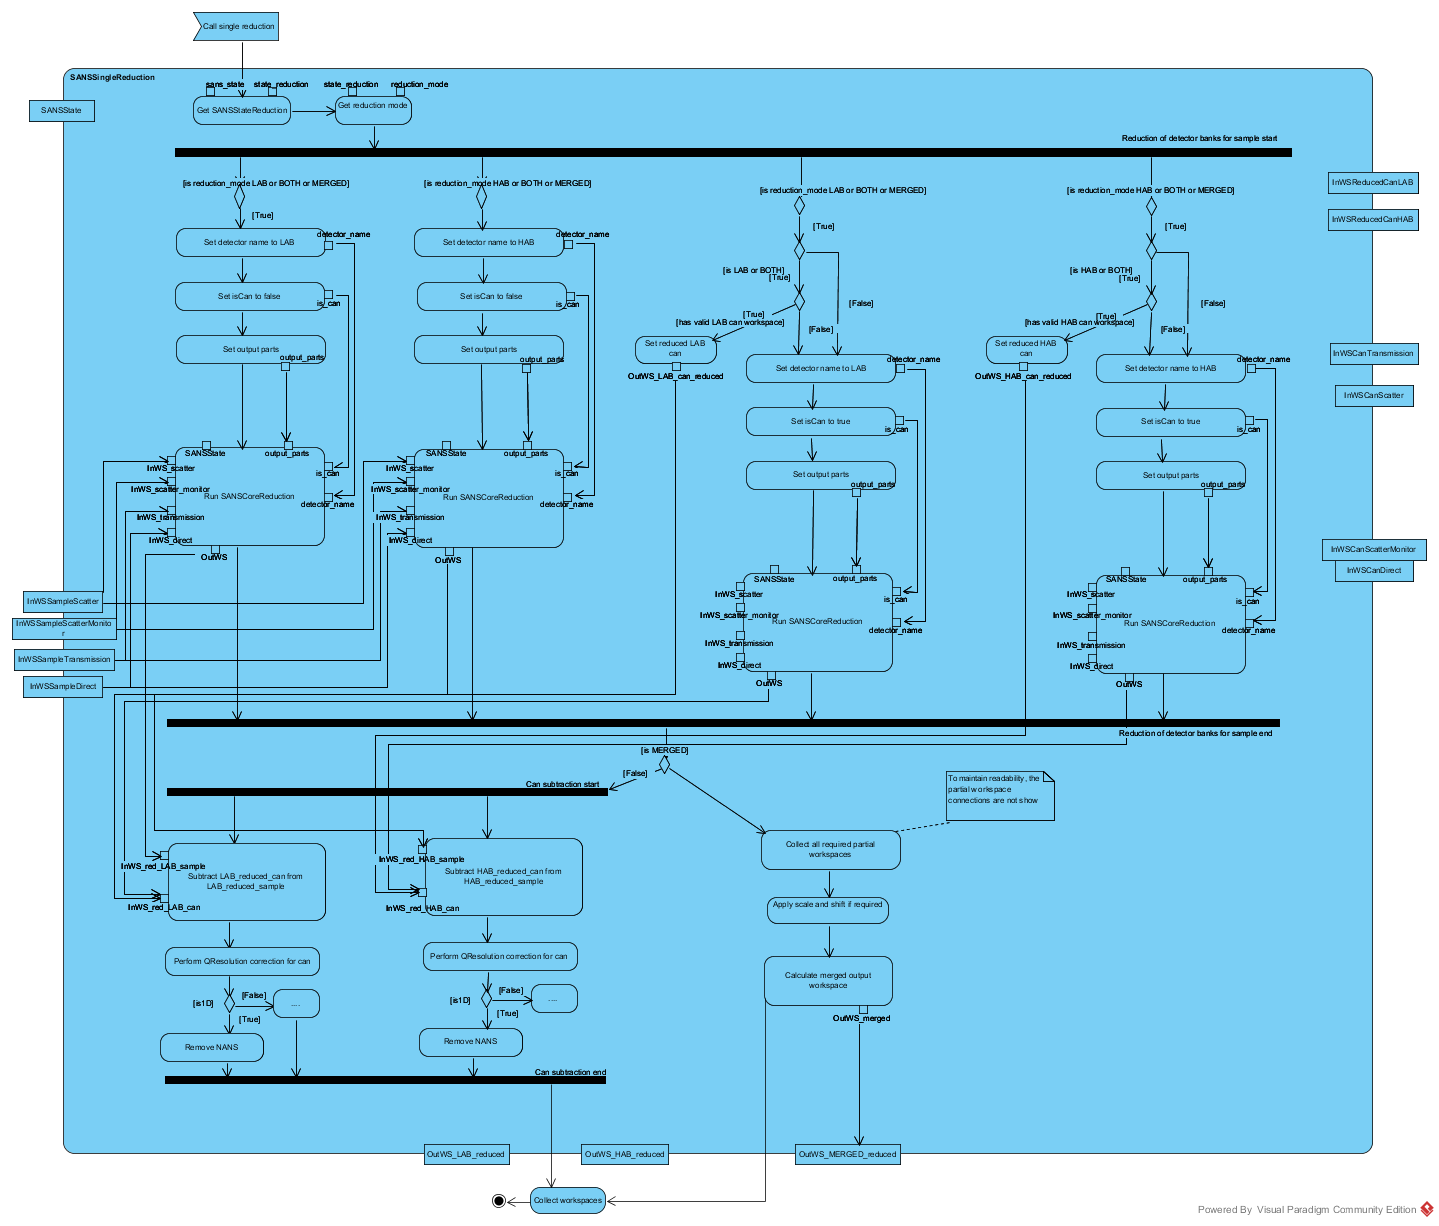 Call single reduction
SANSSingleReduction
sans_state
state_reduction
state_reduction
reduction_mode
SANSState
Get SANSStateReduction
Get reduction mode
Reduction of detector banks for sample start
[is reduction_mode LAB or BOTH or MERGED]
[is reduction_mode HAB or BOTH or MERGED]
[is reduction_mode LAB or BOTH or MERGED]
[is reduction_mode HAB or BOTH or MERGED]
InWSReducedCanLAB
InWSReducedCanHAB
[True]
[True]
[True]
detector_name
detector_name
Set detector name to LAB
Set detector name to HAB
[is LAB or BOTH]
[True]
[is HAB or BOTH]
[True]
Set isCan to false
is_can
Set isCan to false
is_can
[False]
[False]
[True]
[has valid LAB can workspace]
[False]
[True]
[has valid HAB can workspace]
[False]
Set output parts
output_parts
Set output parts
output_parts
Set reduced LAB
can
Set reduced HAB
can
InWSCanTransmission
detector_name
detector_name
Set detector name to LAB
Set detector name to HAB
OutWS_LAB_can_reduced
OutWS_HAB_can_reduced
InWSCanScatter
Set isCan to true
is_can
Set isCan to true
is_can
SANSState
output_parts
SANSState
output_parts
InWS_scatter
is_can
InWS_scatter
is_can
Set output parts
output_parts
Set output parts
output_parts
InWS_scatter_monitor
Run SANSCoreReduction
detector_name
InWS_scatter_monitor
Run SANSCoreReduction
detector_name
InWS_transmission
InWS_transmission
InWS_direct
InWS_direct
OutWS
OutWS
InWSCanScatterMonitor
InWSCanDirect
SANSState
output_parts
SANSState
output_parts
InWS_scatter
is_can
InWS_scatter
is_can
InWSSampleScatter
InWSSampleScatterMonito
r
InWS_scatter_monitor
Run SANSCoreReduction
detector_name
InWS_scatter_monitor
Run SANSCoreReduction
detector_name
InWS_transmission
InWS_transmission
InWSSampleTransmission
InWS_direct
InWS_direct
InWSSampleDirect
OutWS
OutWS
Reduction of detector banks for sample end
[is MERGED]
[False]
Can subtraction start
To maintain readability, the
partial workspace
connections are not show
Collect all required partial
workspaces
InWS_red_LAB_sample
InWS_red_HAB_sample
Subtract LAB_reduced_can from
LAB_reduced_sample
Subtract HAB_reduced_can from
HAB_reduced_sample
InWS_red_LAB_can
InWS_red_HAB_can
Apply scale and shift if required
Perform QResolution correction for can
Perform QResolution correction for can
Calculate merged output
workspace
[False]
[is1D]
....
[True]
[False]
[is1D]
....
[True]
OutWS_merged
Remove NANS
Remove NANS
Can subtraction end
OutWS_LAB_reduced
OutWS_HAB_reduced
OutWS_MERGED_reduced
Collect workspaces
Powered By Visual Paradigm Community Edition